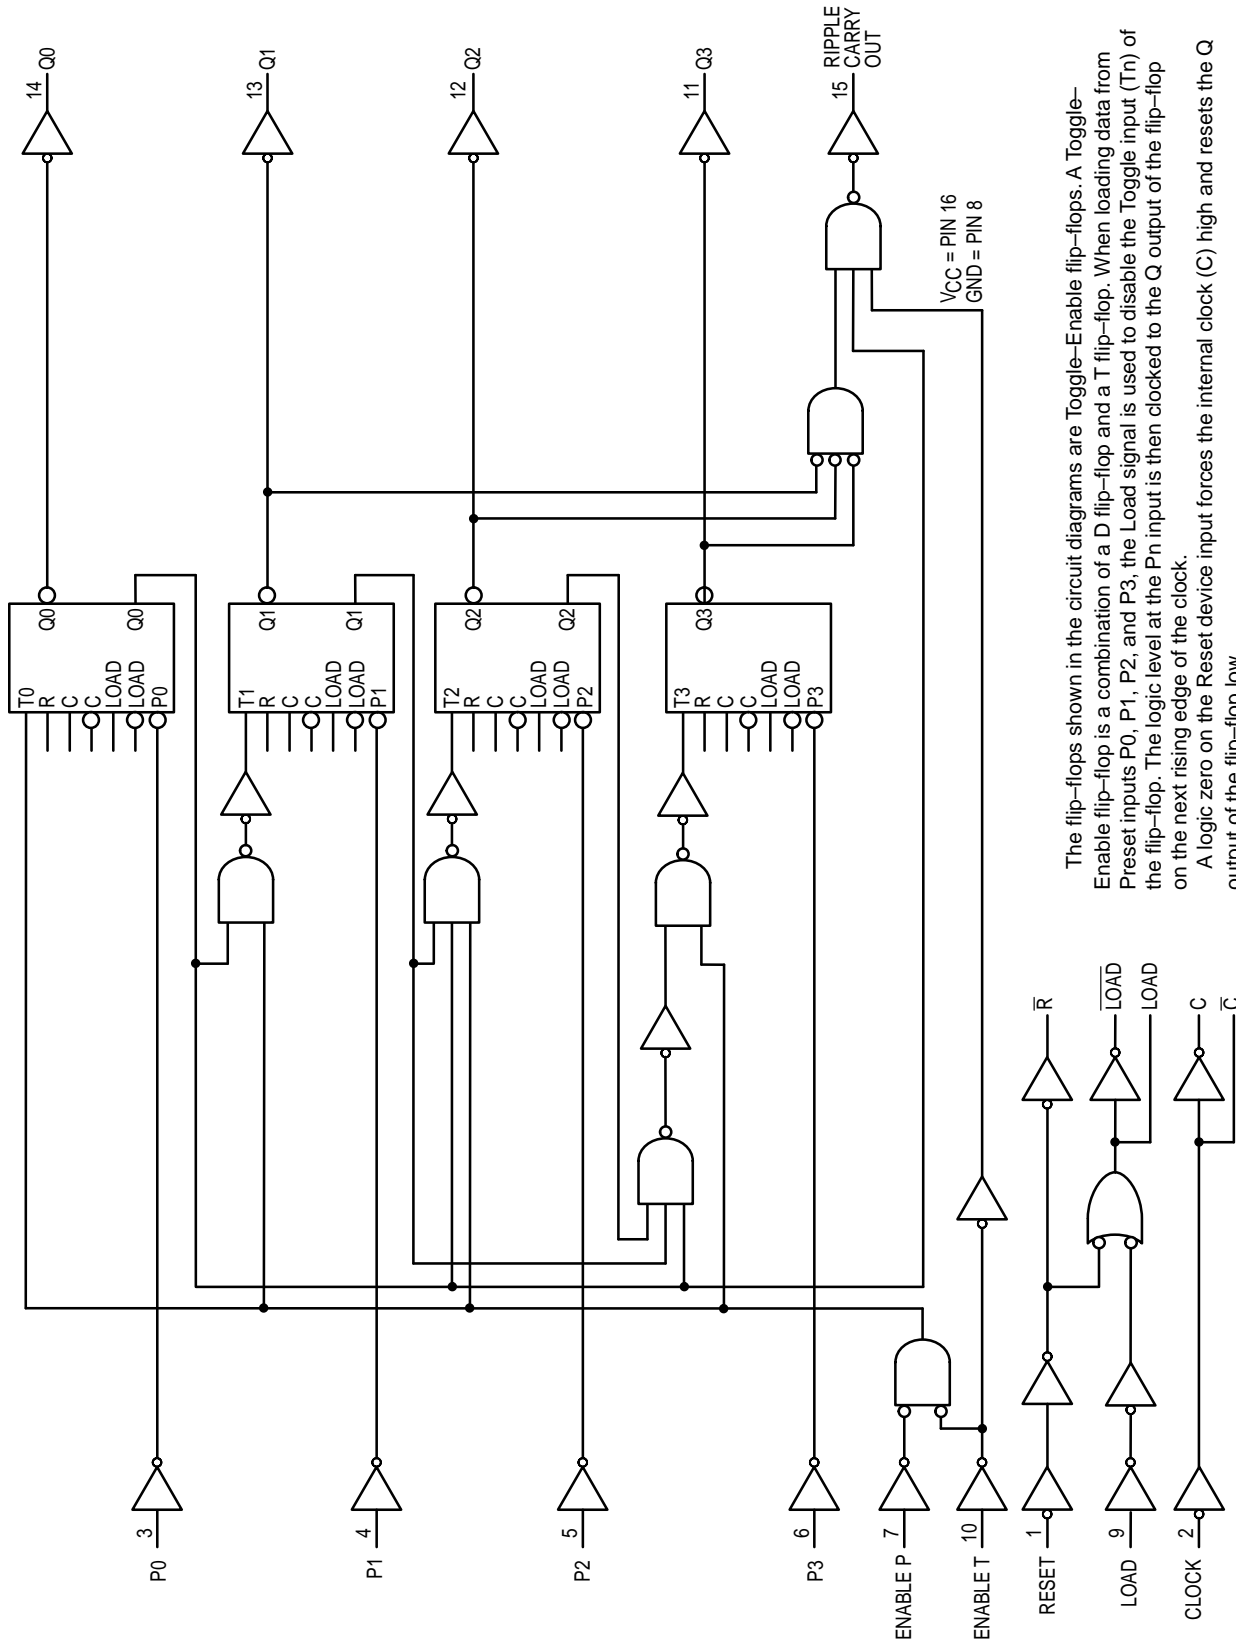 P0
3
P1
4
P2
5
P3
6
ENABLE P
7
ENABLE T
10
RESET
1
LOAD
9
CLOCK
2
T0
R
C
C
LOAD
LOAD
P0
Q0
Q0
T1
R
C
C
LOAD
LOAD
P1
Q1
Q1
T2
R
C
C
LOAD
LOAD
P2
Q2
Q2
T3
R
C
C
LOAD
LOAD
P3
Q3
14 Q0
13 Q1
12 Q2
11 Q3
15
RIPPLE
CARRY
OUT
VCC = PIN 16
GND = PIN 8
R̅
L̅O̅A̅D̅
LOAD
C
C̅
The flip–flops shown in the circuit diagrams are Toggle–Enable flip–flops. A Toggle–
Enable flip–flop is a combination of a D flip–flop and a T flip–flop. When loading data from
Preset inputs P0, P1, P2, and P3, the Load signal is used to disable the Toggle input (Tn) of
the flip–flop. The logic level at the Pn input is then clocked to the Q output of the flip–flop
on the next rising edge of the clock.
A logic zero on the Reset device input forces the internal clock (C) high and resets the Q
output of the flip–flop low.